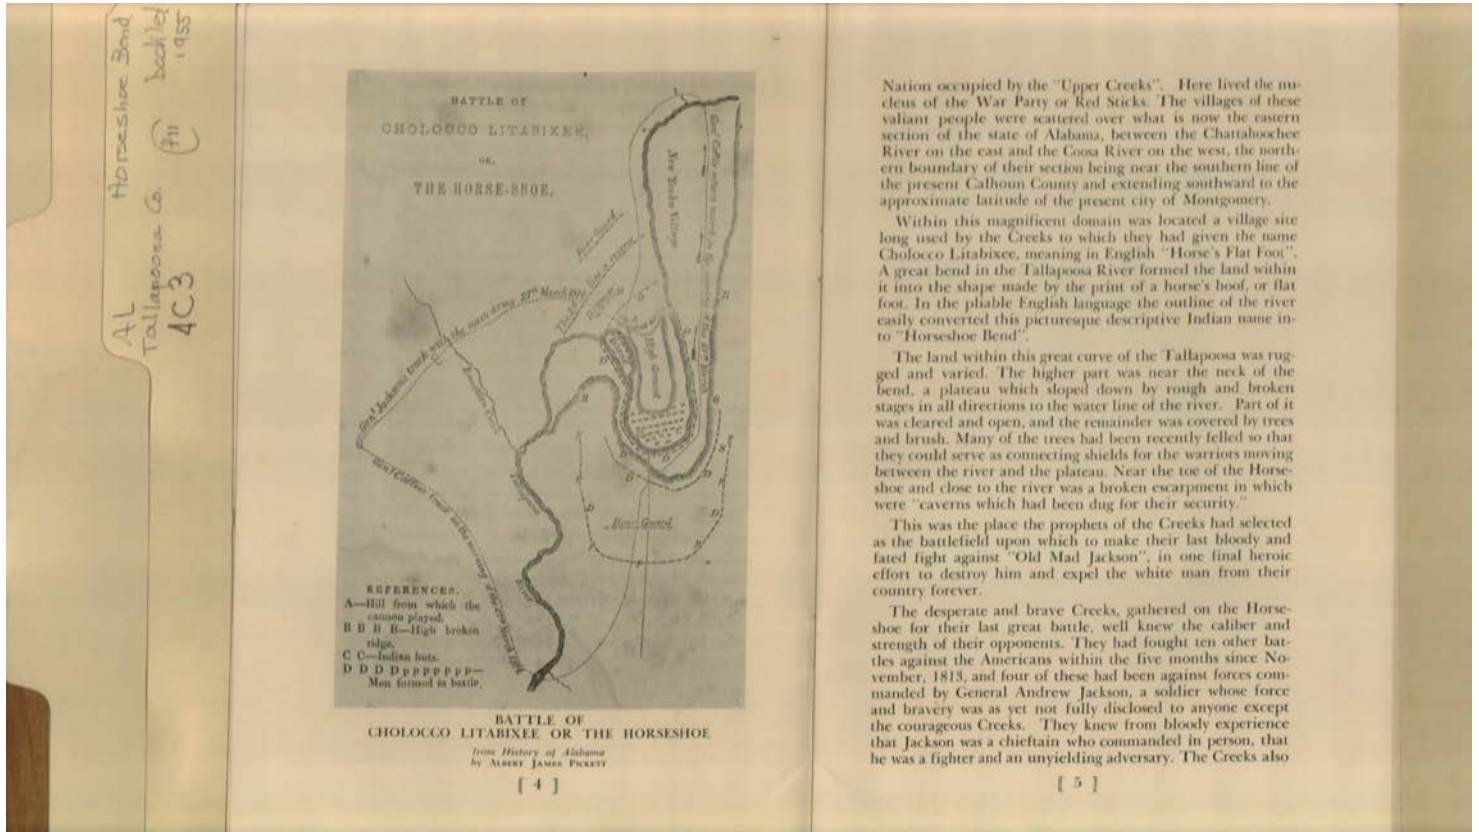 AL Horseshoe Bend
Tallapoosa Co. (711) booklet
4C3 1955
BATTLE OF
CHOLOCCO LITABIXEE,
OR,
THE HORSE-SHOE.
New Youka Village
River Guard
Genl Jackson's track with the main army 27th March 1814
High Ground
River Guard
Tallapoosa
River
REFERENCES.
A—Hill from which the
cannon played.
B B B B—High broken
ridge.
C C—Indian huts.
D D D D p p p p p p p—
Men formed in battle.
BATTLE OF
CHOLOCCO LITABIXEE OR THE HORSESHOE
from History of Alabama
by ALBERT JAMES PICKETT
[ 4 ]
Nation occupied by the "Upper Creeks". Here lived the nu-
cleus of the War Party or Red Sticks. The villages of these
valiant people were scattered over what is now the eastern
section of the state of Alabama, between the Chattahoochee
River on the east and the Coosa River on the west, the north-
ern boundary of their section being near the southern line of
the present Calhoun County and extending southward to the
approximate latitude of the present city of Montgomery.
Within this magnificent domain was located a village site
long used by the Creeks to which they had given the name
Cholocco Litabixee, meaning in English "Horse's Flat Foot".
A great bend in the Tallapoosa River formed the land within
it into the shape made by the print of a horse's hoof, or flat
foot. In the pliable English language the outline of the river
easily converted this picturesque descriptive Indian name in-
to "Horseshoe Bend".
The land within this great curve of the Tallapoosa was rug-
ged and varied. The higher part was near the neck of the
bend, a plateau which sloped down by rough and broken
stages in all directions to the water line of the river. Part of it
was cleared and open, and the remainder was covered by trees
and brush. Many of the trees had been recently felled so that
they could serve as connecting shields for the warriors moving
between the river and the plateau. Near the toe of the Horse-
shoe and close to the river was a broken escarpment in which
were "caverns which had been dug for their security."
This was the place the prophets of the Creeks had selected
as the battlefield upon which to make their last bloody and
fated fight against "Old Mad Jackson", in one final heroic
effort to destroy him and expel the white man from their
country forever.
The desperate and brave Creeks, gathered on the Horse-
shoe for their last great battle, well knew the caliber and
strength of their opponents. They had fought ten other bat-
tles against the Americans within the five months since No-
vember, 1813, and four of these had been against forces com-
manded by General Andrew Jackson, a soldier whose force
and bravery was as yet not fully disclosed to anyone except
the courageous Creeks. They knew from bloody experience
that Jackson was a chieftain who commanded in person, that
he was a fighter and an unyielding adversary. The Creeks also
[ 5 ]